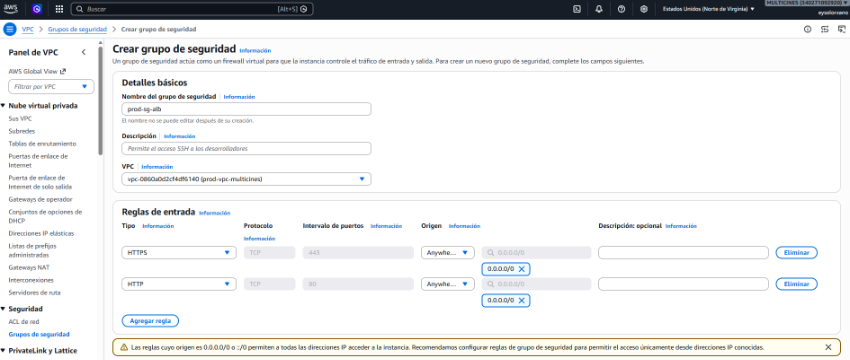 aws
Buscar
[Alt+S]
Estados Unidos (Norte de Virginia)
VPC > Grupos de seguridad > Crear grupo de seguridad
Panel de VPC
AWS Global View
Filtrar por VPC
Nube virtual privada
Sus VPC
Subredes
Tablas de enrutamiento
Puertas de enlace de
Internet
Puerta de enlace de
Internet de solo salida
Gateways de operador
Conjuntos de opciones de
DHCP
Direcciones IP elásticas
Listas de prefijos
administradas
Gateways NAT
Interconexiones
Servidores de ruta
Seguridad
ACL de red
Grupos de seguridad
PrivateLink y Lattice
Crear grupo de seguridad Información
Un grupo de seguridad actúa como un firewall virtual para que la instancia controle el tráfico de entrada y salida. Para crear un nuevo grupo de seguridad, complete los campos siguientes.
Detalles básicos
Nombre del grupo de seguridad Información
prod-sg-alb
El nombre no se puede editar después de su creación.
Descripción Información
Permite el acceso SSH a los desarrolladores
VPC Información
vpc-0860a0d2cf4df6140 (prod-vpc-multicines)
Reglas de entrada Información
Tipo Información Protocolo Intervalo de puertos Información Origen Información Descripción: opcional Información
Información
HTTPS TCP 443 Anywhe... 0.0.0.0/0 Eliminar
0.0.0.0/0
HTTP TCP 80 Anywhe... 0.0.0.0/0 Eliminar
0.0.0.0/0
Agregar regla
Las reglas cuyo origen es 0.0.0.0/0 o ::/0 permiten a todas las direcciones IP acceder a la instancia. Recomendamos configurar reglas de grupo de seguridad para permitir el acceso únicamente desde direcciones IP conocidas.